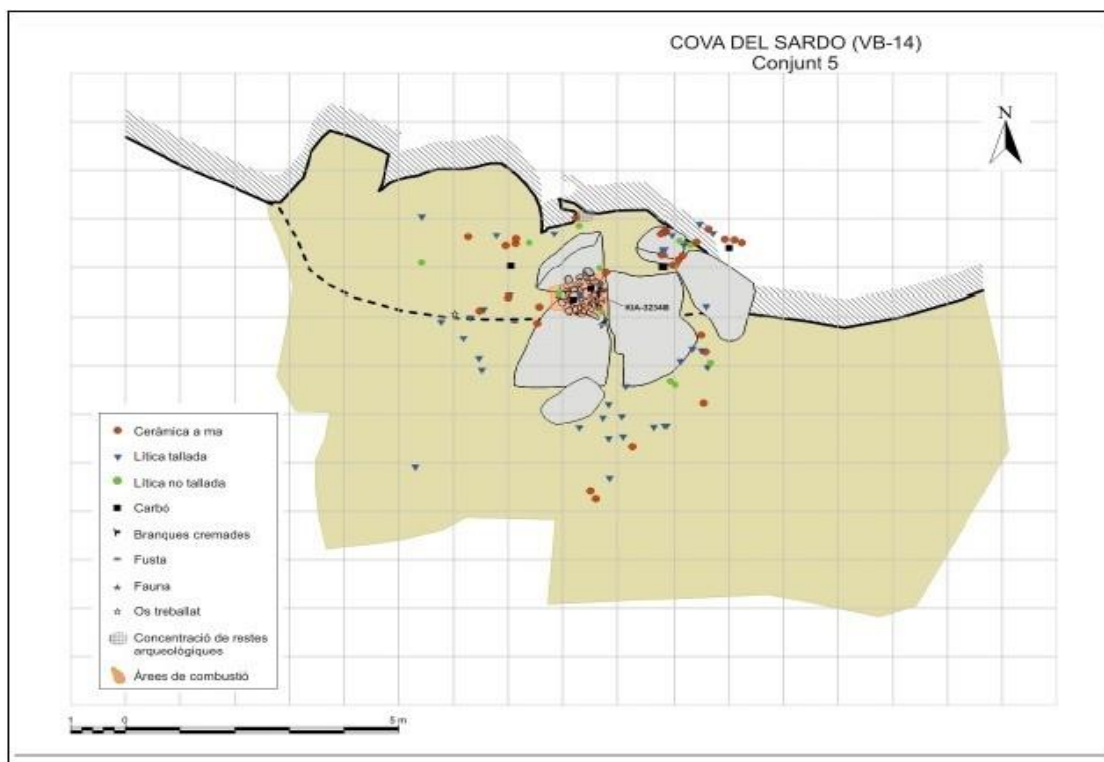 COVA DEL SARDO (VB-14)
Conjunt 5
N
KIA-32348
Ceràmica a ma
Lítica tallada
Lítica no tallada
Carbó
Branques cremades
Fusta
Fauna
Os treballat
Concentració de restes
arqueològiques
Àrees de combustió
1 0 5 m